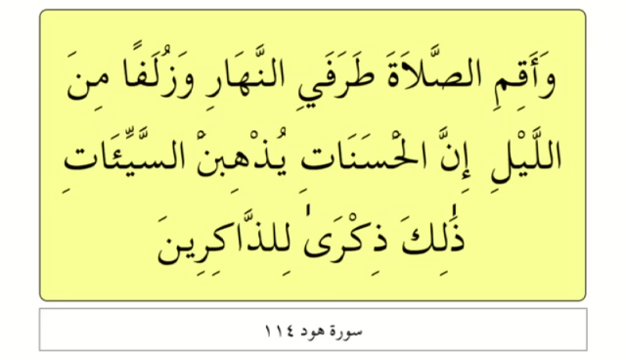 وَأَقِمِ الصَّلَاةَ طَرَفَيِ النَّهَارِ وَزُلَفًا مِنَ
اللَّيْلِ إِنَّ الْحَسَنَاتِ يُذْهِبْنَ السَّيِّئَاتِ
ذَٰلِكَ ذِكْرَىٰ لِلذَّاكِرِينَ
سورة هود ١١٤